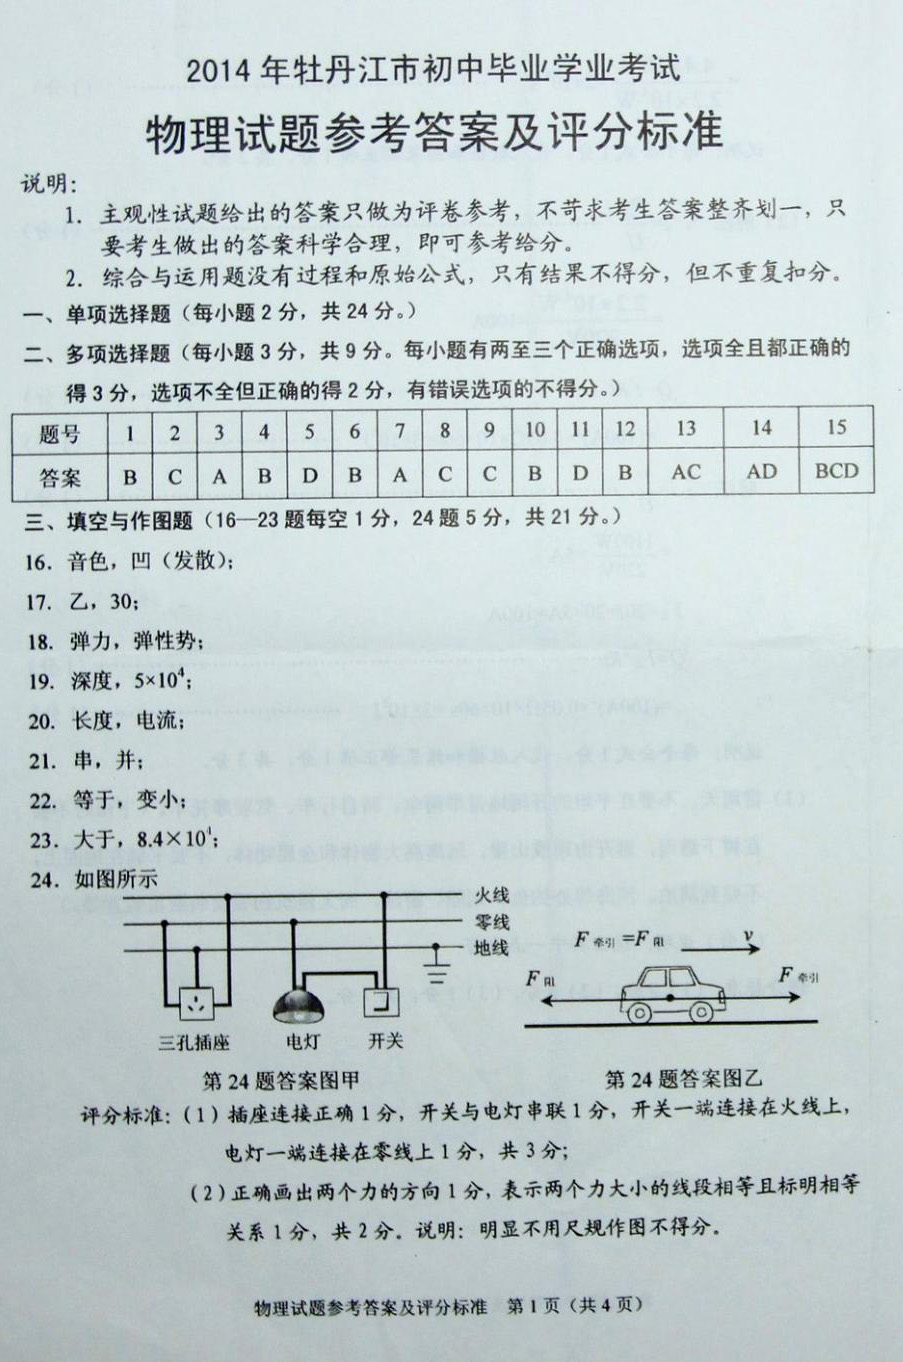 2014年牡丹江市初中毕业学业考试
物理试题参考答案及评分标准
说明：
1. 主观性试题给出的答案只做为评卷参考，不苛求考生答案整齐划一，只
要考生做出的答案科学合理，即可参考给分。
2. 综合与运用题没有过程和原始公式，只有结果不得分，但不重复扣分。
一、单项选择题（每小题2分，共24分。）
二、多项选择题（每小题3分，共9分。每小题有两至三个正确选项，选项全且都正确的
得3分，选项不全但正确的得2分，有错误选项的不得分。）
题号 1 2 3 4 5 6 7 8 9 10 11 12 13 14 15
答案 B C A B D B A C C B D B AC AD BCD
三、填空与作图题（16—23题每空1分，24题5分，共21分。）
16. 音色，凹（发散）；
17. 乙，30；
18. 弹力，弹性势；
19. 深度，5×10⁴；
20. 长度，电流；
21. 串，并；
22. 等于，变小；
23. 大于，8.4×10⁴；
24. 如图所示
火线
零线
地线
三孔插座 电灯 开关
F牵引=F阻 v
F阻 F牵引
第24题答案图甲 第24题答案图乙
评分标准：（1）插座连接正确1分，开关与电灯串联1分，开关一端连接在火线上，
电灯一端连接在零线上1分，共3分；
（2）正确画出两个力的方向1分，表示两个力大小的线段相等且标明相等
关系1分，共2分。说明：明显不用尺规作图不得分。
物理试题参考答案及评分标准 第1页（共4页）